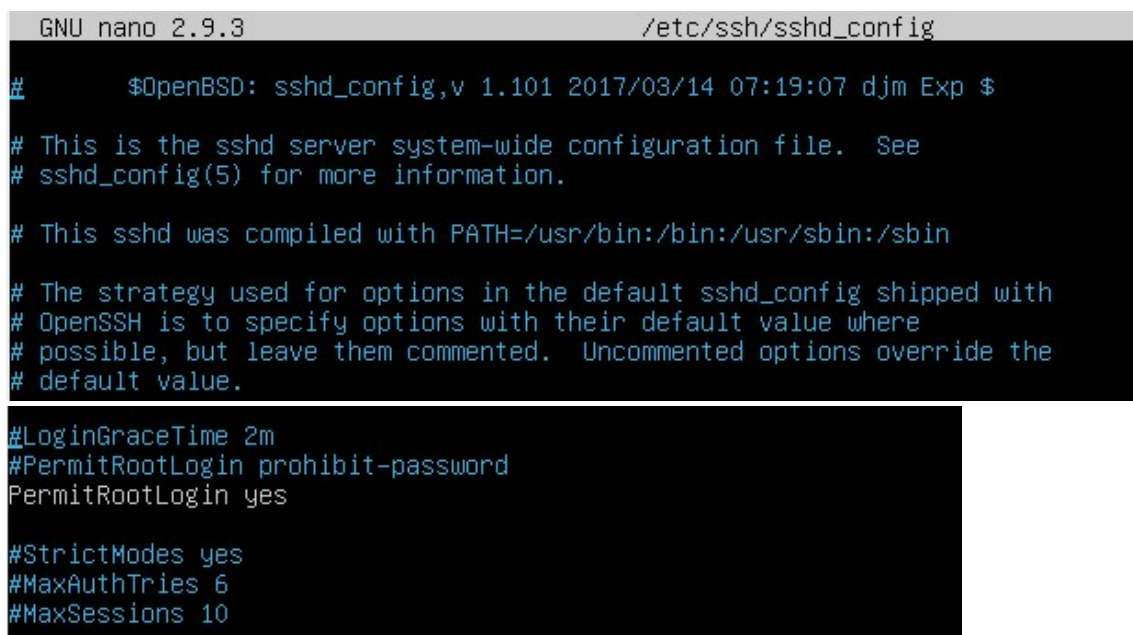 GNU nano 2.9.3 /etc/ssh/sshd_config
# $OpenBSD: sshd_config,v 1.101 2017/03/14 07:19:07 djm Exp $
# This is the sshd server system-wide configuration file.  See
# sshd_config(5) for more information.
# This sshd was compiled with PATH=/usr/bin:/bin:/usr/sbin:/sbin
# The strategy used for options in the default sshd_config shipped with
# OpenSSH is to specify options with their default value where
# possible, but leave them commented.  Uncommented options override the
# default value.
#LoginGraceTime 2m
#PermitRootLogin prohibit-password
PermitRootLogin yes
#StrictModes yes
#MaxAuthTries 6
#MaxSessions 10